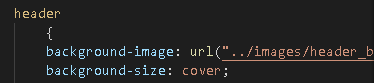 header
{
background-image: url("../images/header_b
background-size: cover;